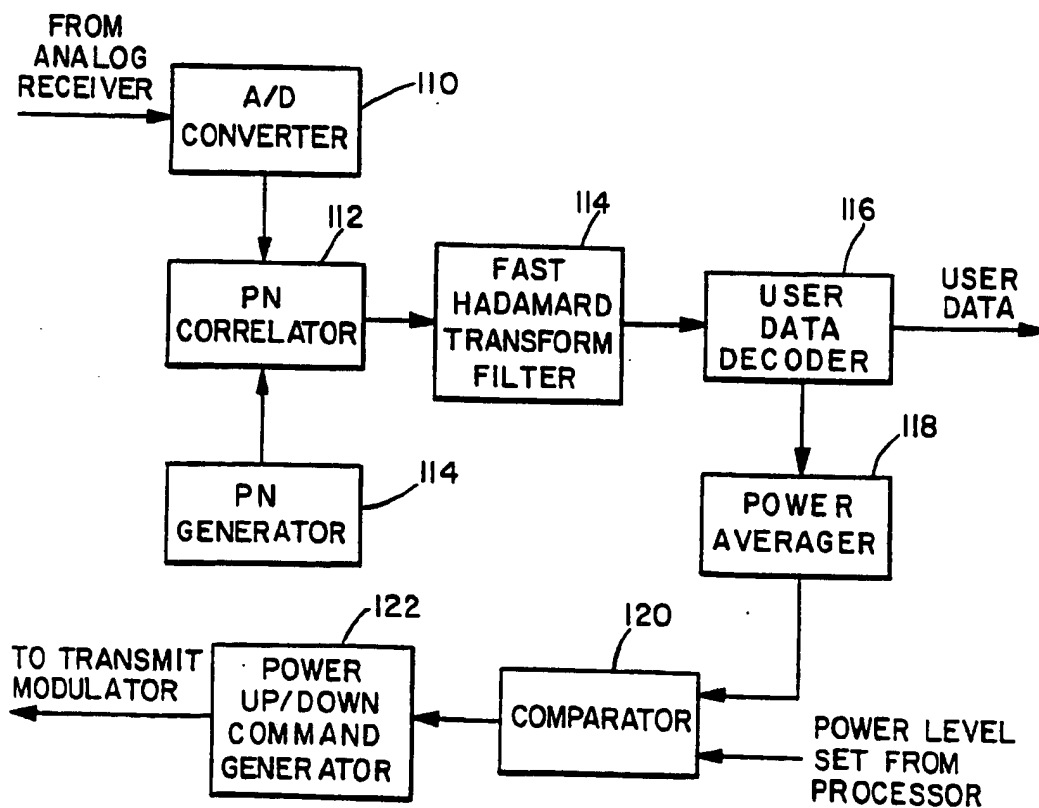 FROM
ANALOG
RECEIVER
A/D
CONVERTER
110
112
PN
CORRELATOR
114
FAST
HADAMARD
TRANSFORM
FILTER
116
USER
DATA
DECODER
USER
DATA
PN
GENERATOR
114
118
POWER
AVERAGER
TO TRANSMIT
MODULATOR
122
POWER
UP/DOWN
COMMAND
GENERATOR
120
COMPARATOR
POWER LEVEL
SET FROM
PROCESSOR